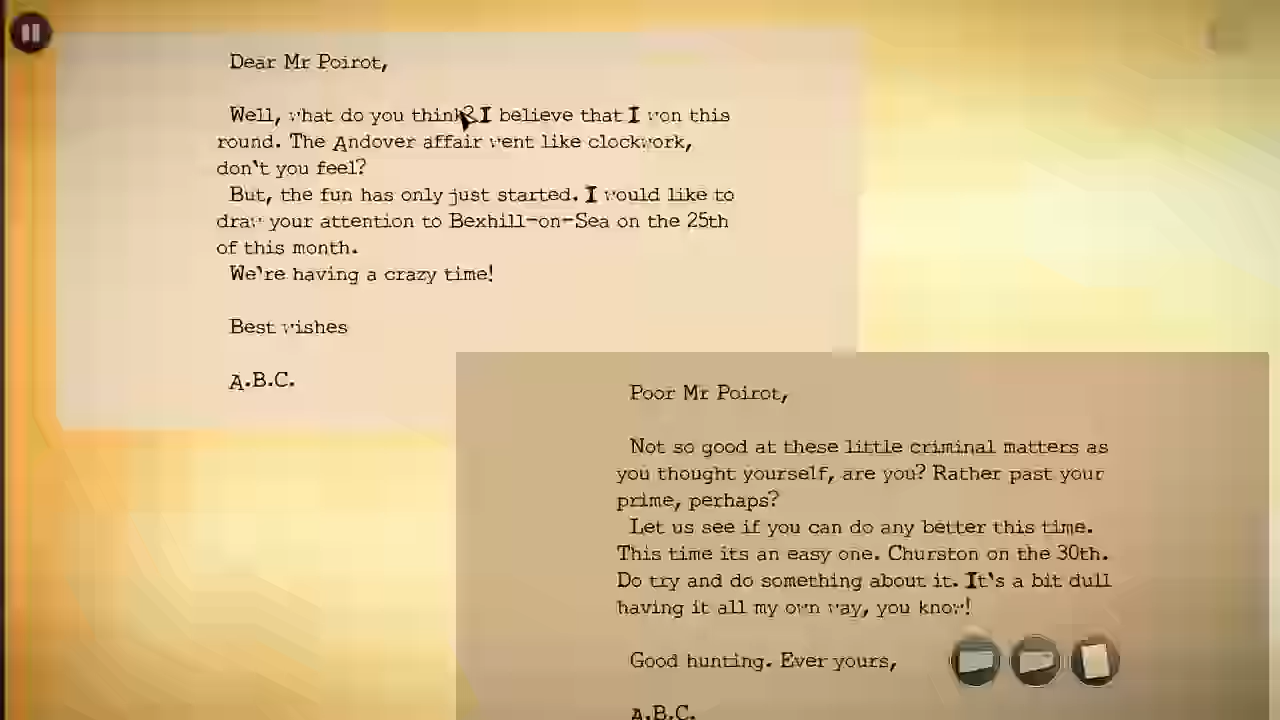 Dear Mr Poirot,
Well, what do you think? I believe that I won this
round. The Andover affair went like clockwork,
don't you feel?
But, the fun has only just started. I would like to
draw your attention to Bexhill-on-Sea on the 25th
of this month.
We're having a crazy time!
Best wishes
A.B.C.
Poor Mr Poirot,
Not so good at these little criminal matters as
you thought yourself, are you? Rather past your
prime, perhaps?
Let us see if you can do any better this time.
This time its an easy one. Churston on the 30th.
Do try and do something about it. It's a bit dull
having it all my own way, you know!
Good hunting. Ever yours,
A.B.C.